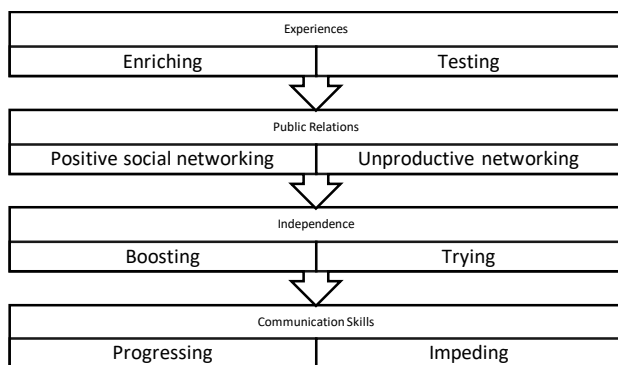 Experiences
Enriching Testing
Public Relations
Positive social networking Unproductive networking
Independence
Boosting Trying
Communication Skills
Progressing Impeding